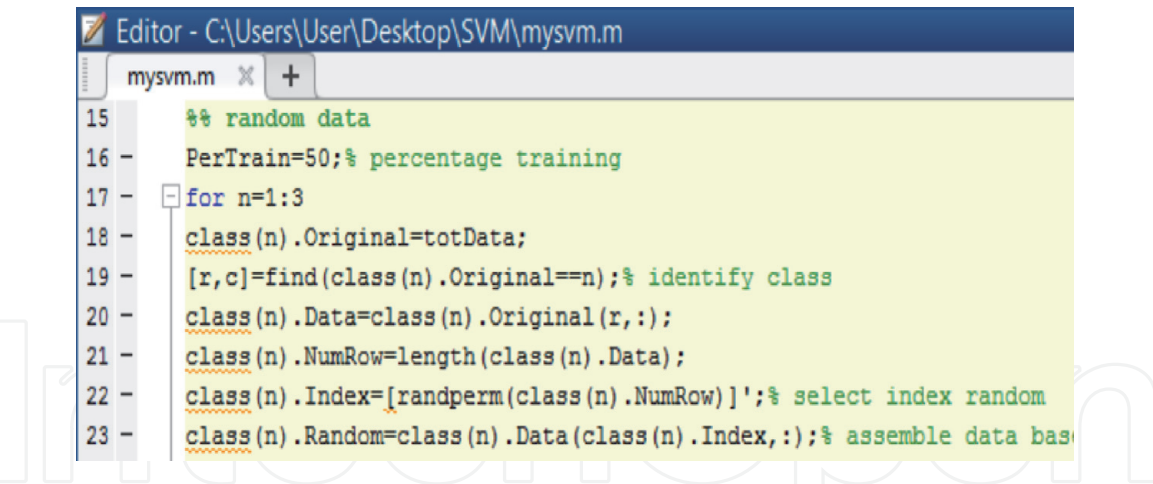 Editor - C:\Users\User\Desktop\SVM\mysvm.m
mysvm.m × +
15 %% random data
16 - PerTrain=50;% percentage training
17 - for n=1:3
18 - class(n).Original=totData;
19 - [r,c]=find(class(n).Original==n);% identify class
20 - class(n).Data=class(n).Original(r,:);
21 - class(n).NumRow=length(class(n).Data);
22 - class(n).Index=[randperm(class(n).NumRow)]';% select index random
23 - class(n).Random=class(n).Data(class(n).Index,:);% assemble data